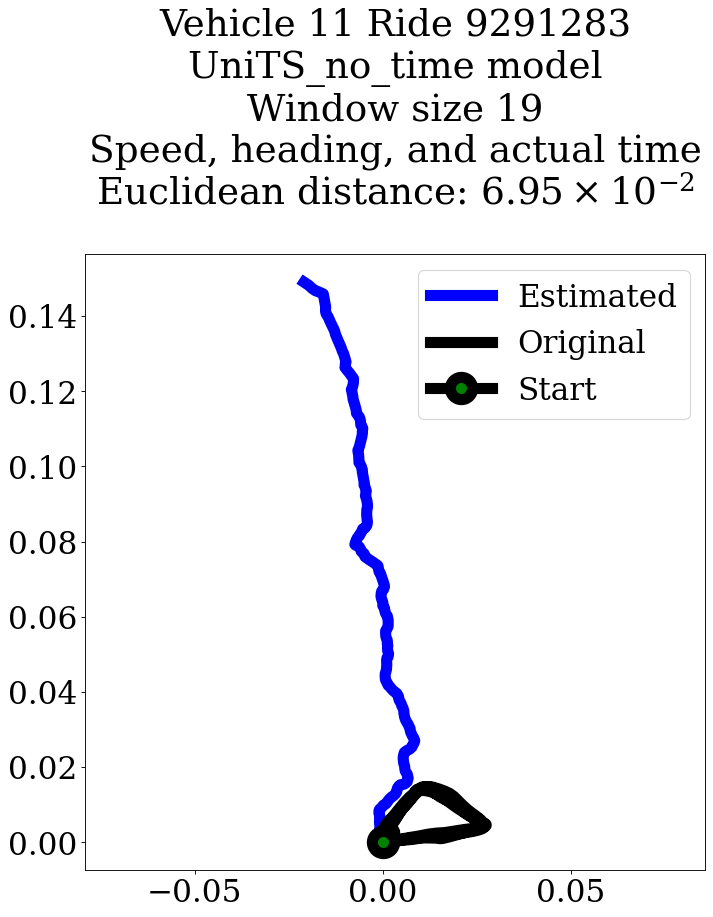 Vehicle 11 Ride 9291283
UniTS_no_time model
Window size 19
Speed, heading, and actual time
Euclidean distance: 6.95 × 10⁻²
Estimated
Original
Start
0.14
0.12
0.10
0.08
0.06
0.04
0.02
0.00
−0.05
0.00
0.05